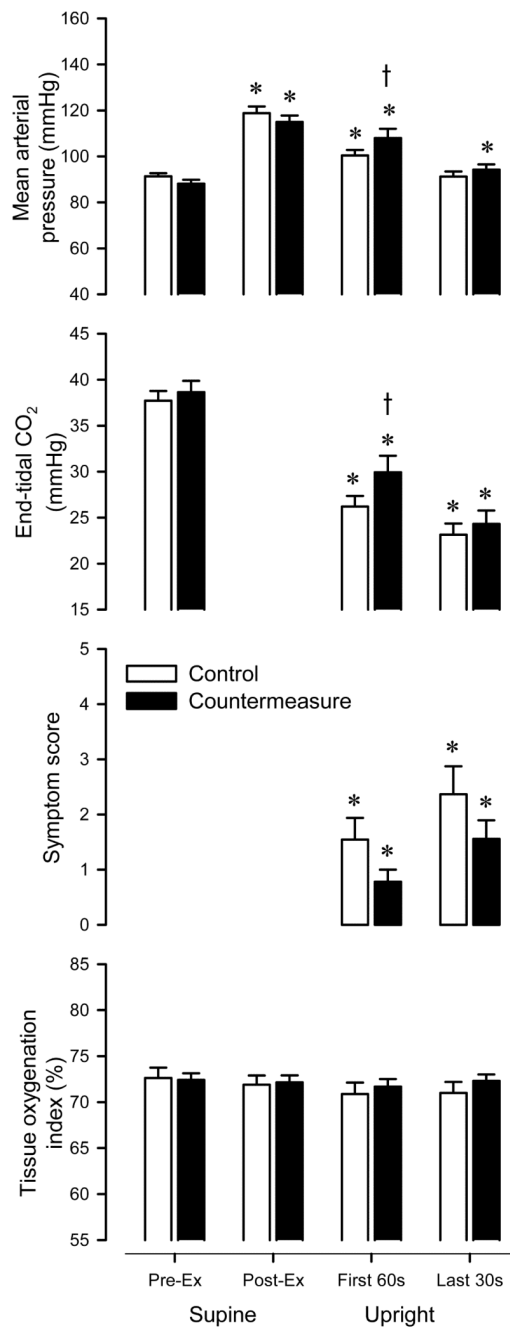 Mean arterial
pressure (mmHg)
160
140
120
100
80
60
40
* * * † * *
End-tidal CO₂
(mmHg)
45
40
35
30
25
20
15
* † * * *
Symptom score
5
4
3
2
1
0
Control
Countermeasure
* * * *
Tissue oxygenation
index (%)
85
80
75
70
65
60
55
Pre-Ex Post-Ex First 60s Last 30s
Supine Upright